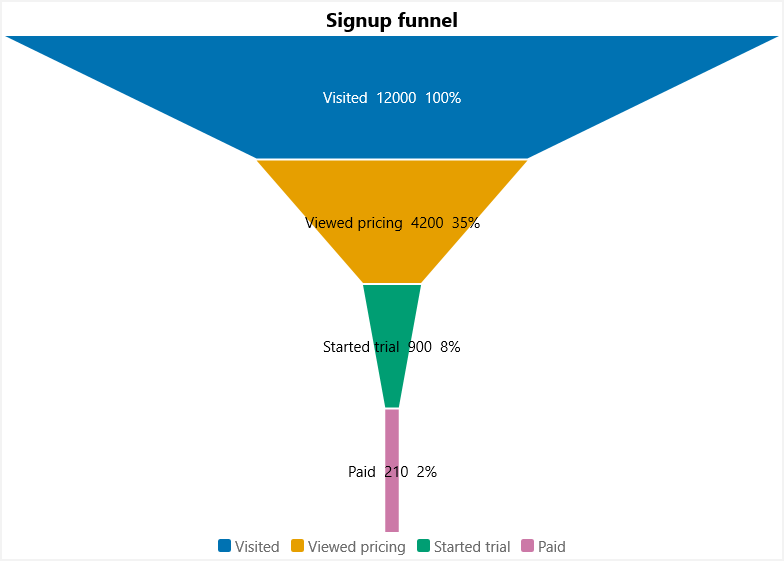 Signup funnel
Visited 12000 100%
Viewed pricing 4200 35%
Started trial 900 8%
Paid 210 2%
Visited Viewed pricing Started trial Paid